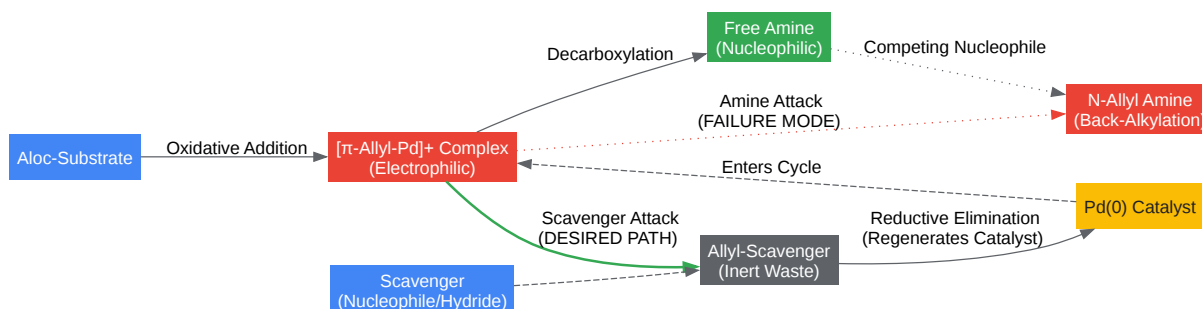 Free Amine
(Nucleophilic)
Decarboxylation
Competing Nucleophile
N-Allyl Amine
(Back-Alkylation)
Amine Attack
(FAILURE MODE)
Aloc-Substrate
Oxidative Addition
[π-Allyl-Pd]+ Complex
(Electrophilic)
Enters Cycle
Pd(0) Catalyst
Scavenger Attack
(DESIRED PATH)
Reductive Elimination
(Regenerates Catalyst)
Allyl-Scavenger
(Inert Waste)
Scavenger
(Nucleophile/Hydride)